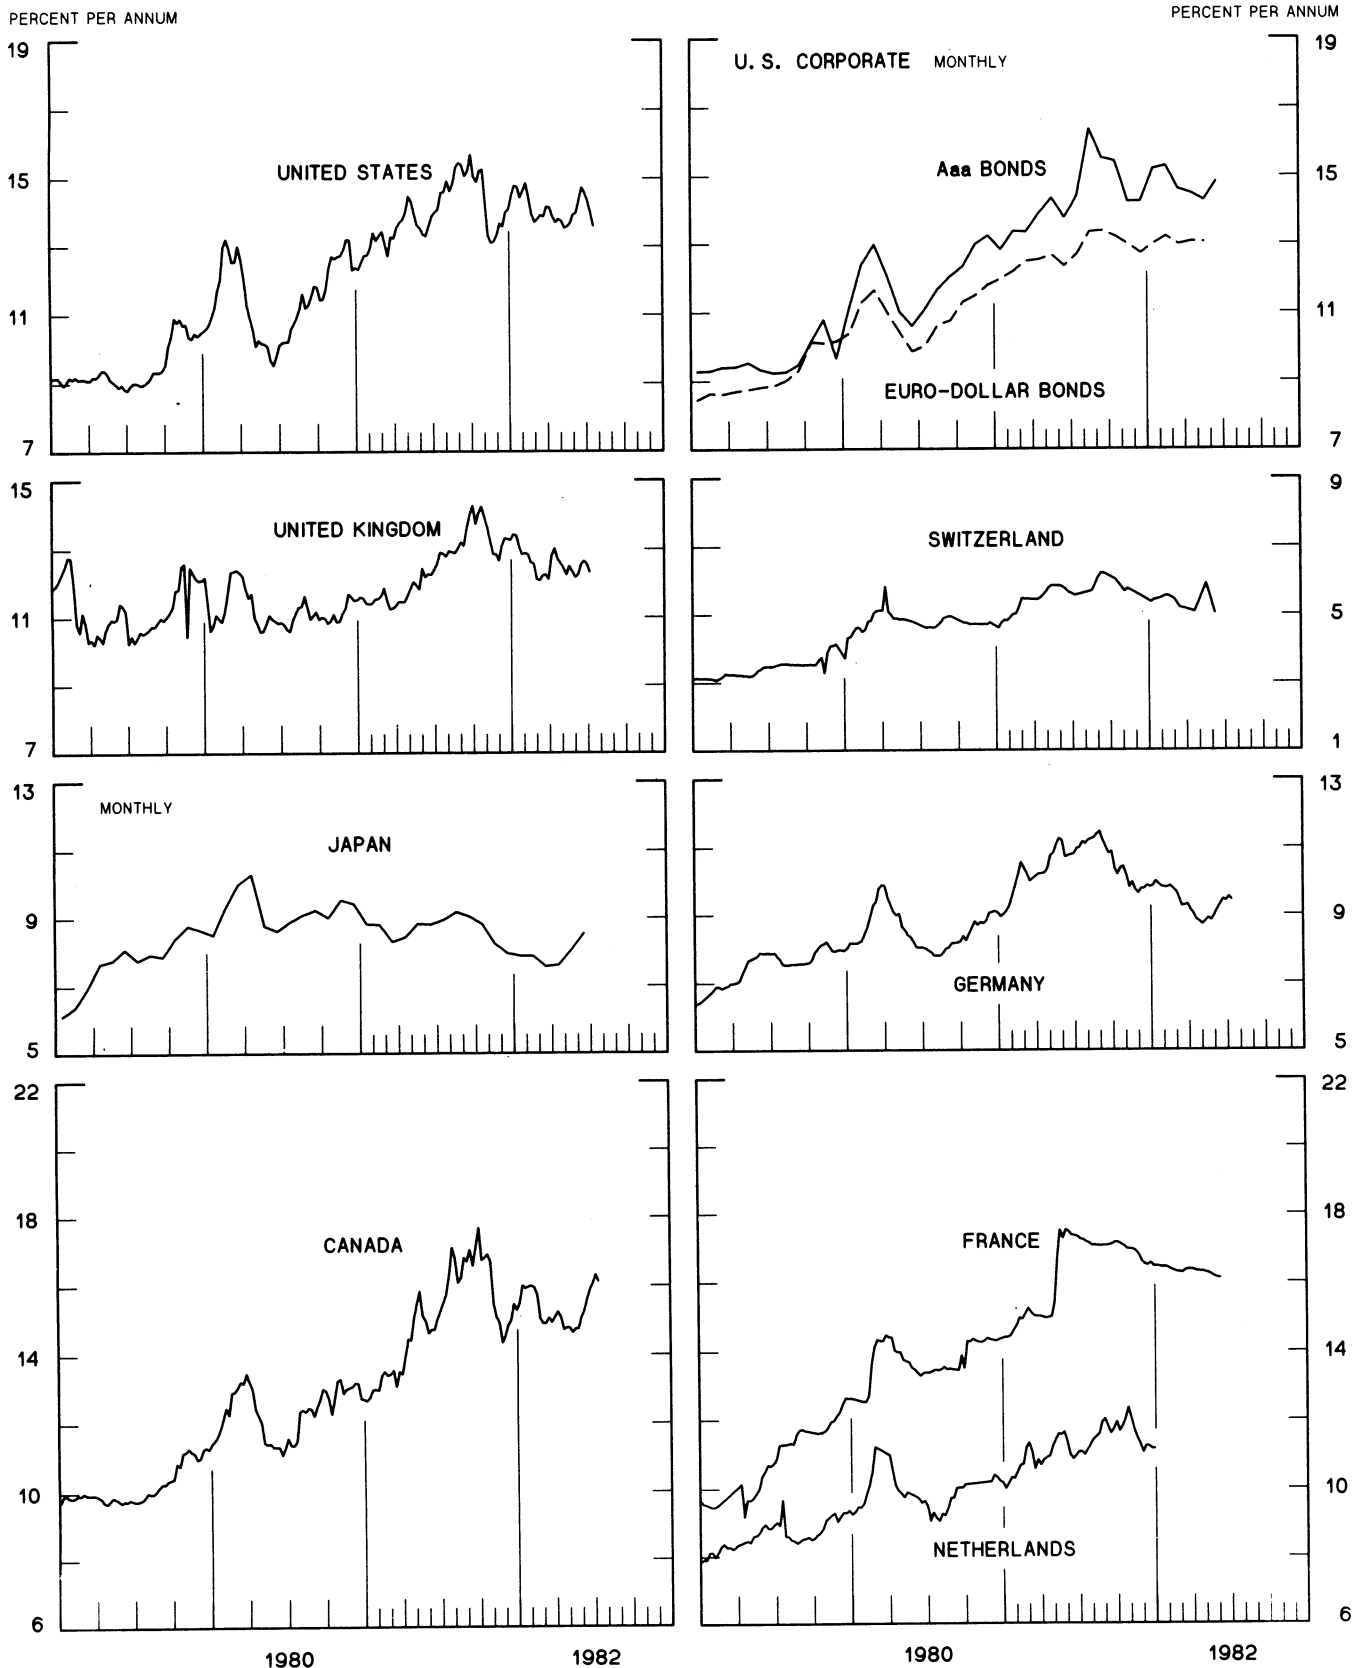 PERCENT PER ANNUM
PERCENT PER ANNUM
19
15
11
7
UNITED STATES
U. S. CORPORATE MONTHLY
Aaa BONDS
EURO-DOLLAR BONDS
19
15
11
7
15
11
7
UNITED KINGDOM
SWITZERLAND
9
5
1
13
9
5
MONTHLY
JAPAN
GERMANY
13
9
5
22
18
14
10
6
CANADA
FRANCE
NETHERLANDS
22
18
14
10
6
1980
1982
1980
1982